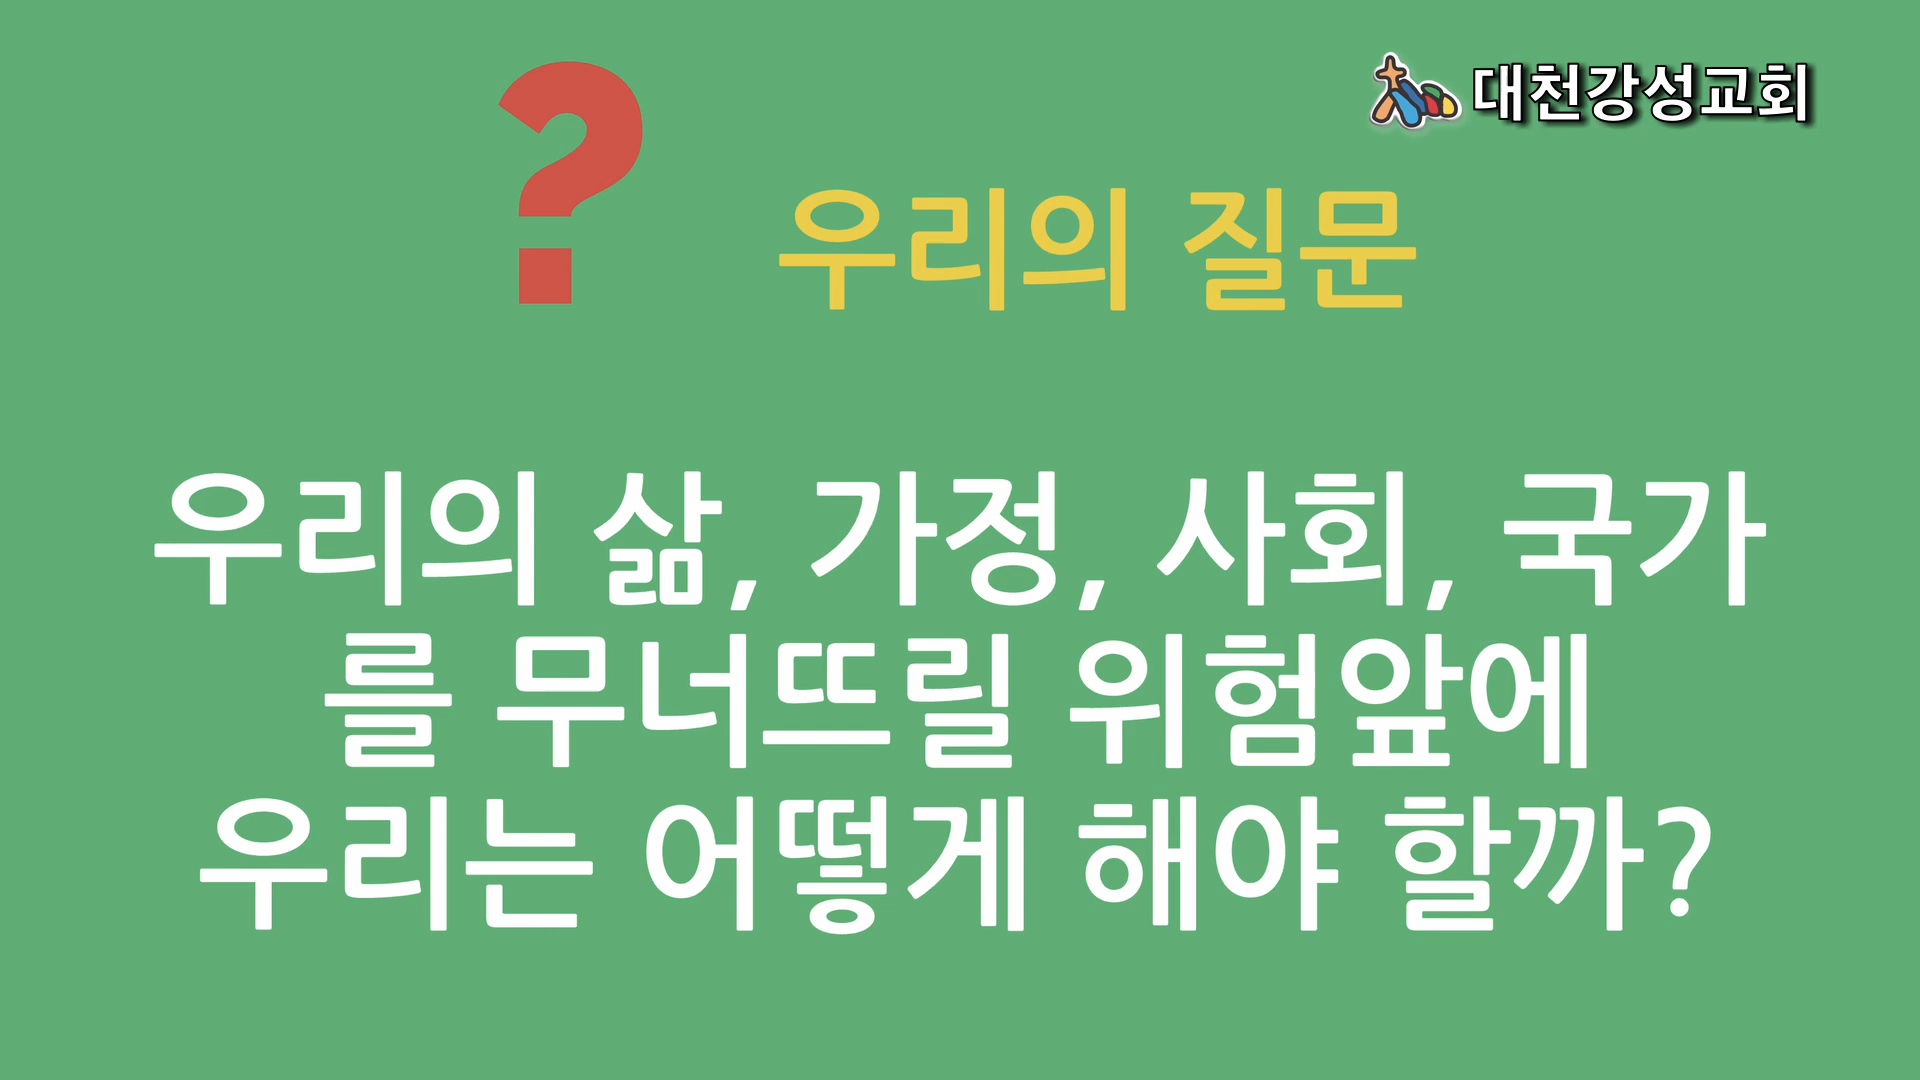 대천강성교회
?
우리의 질문
우리의 삶, 가정, 사회, 국가
를 무너뜨릴 위험앞에
우리는 어떻게 해야 할까?